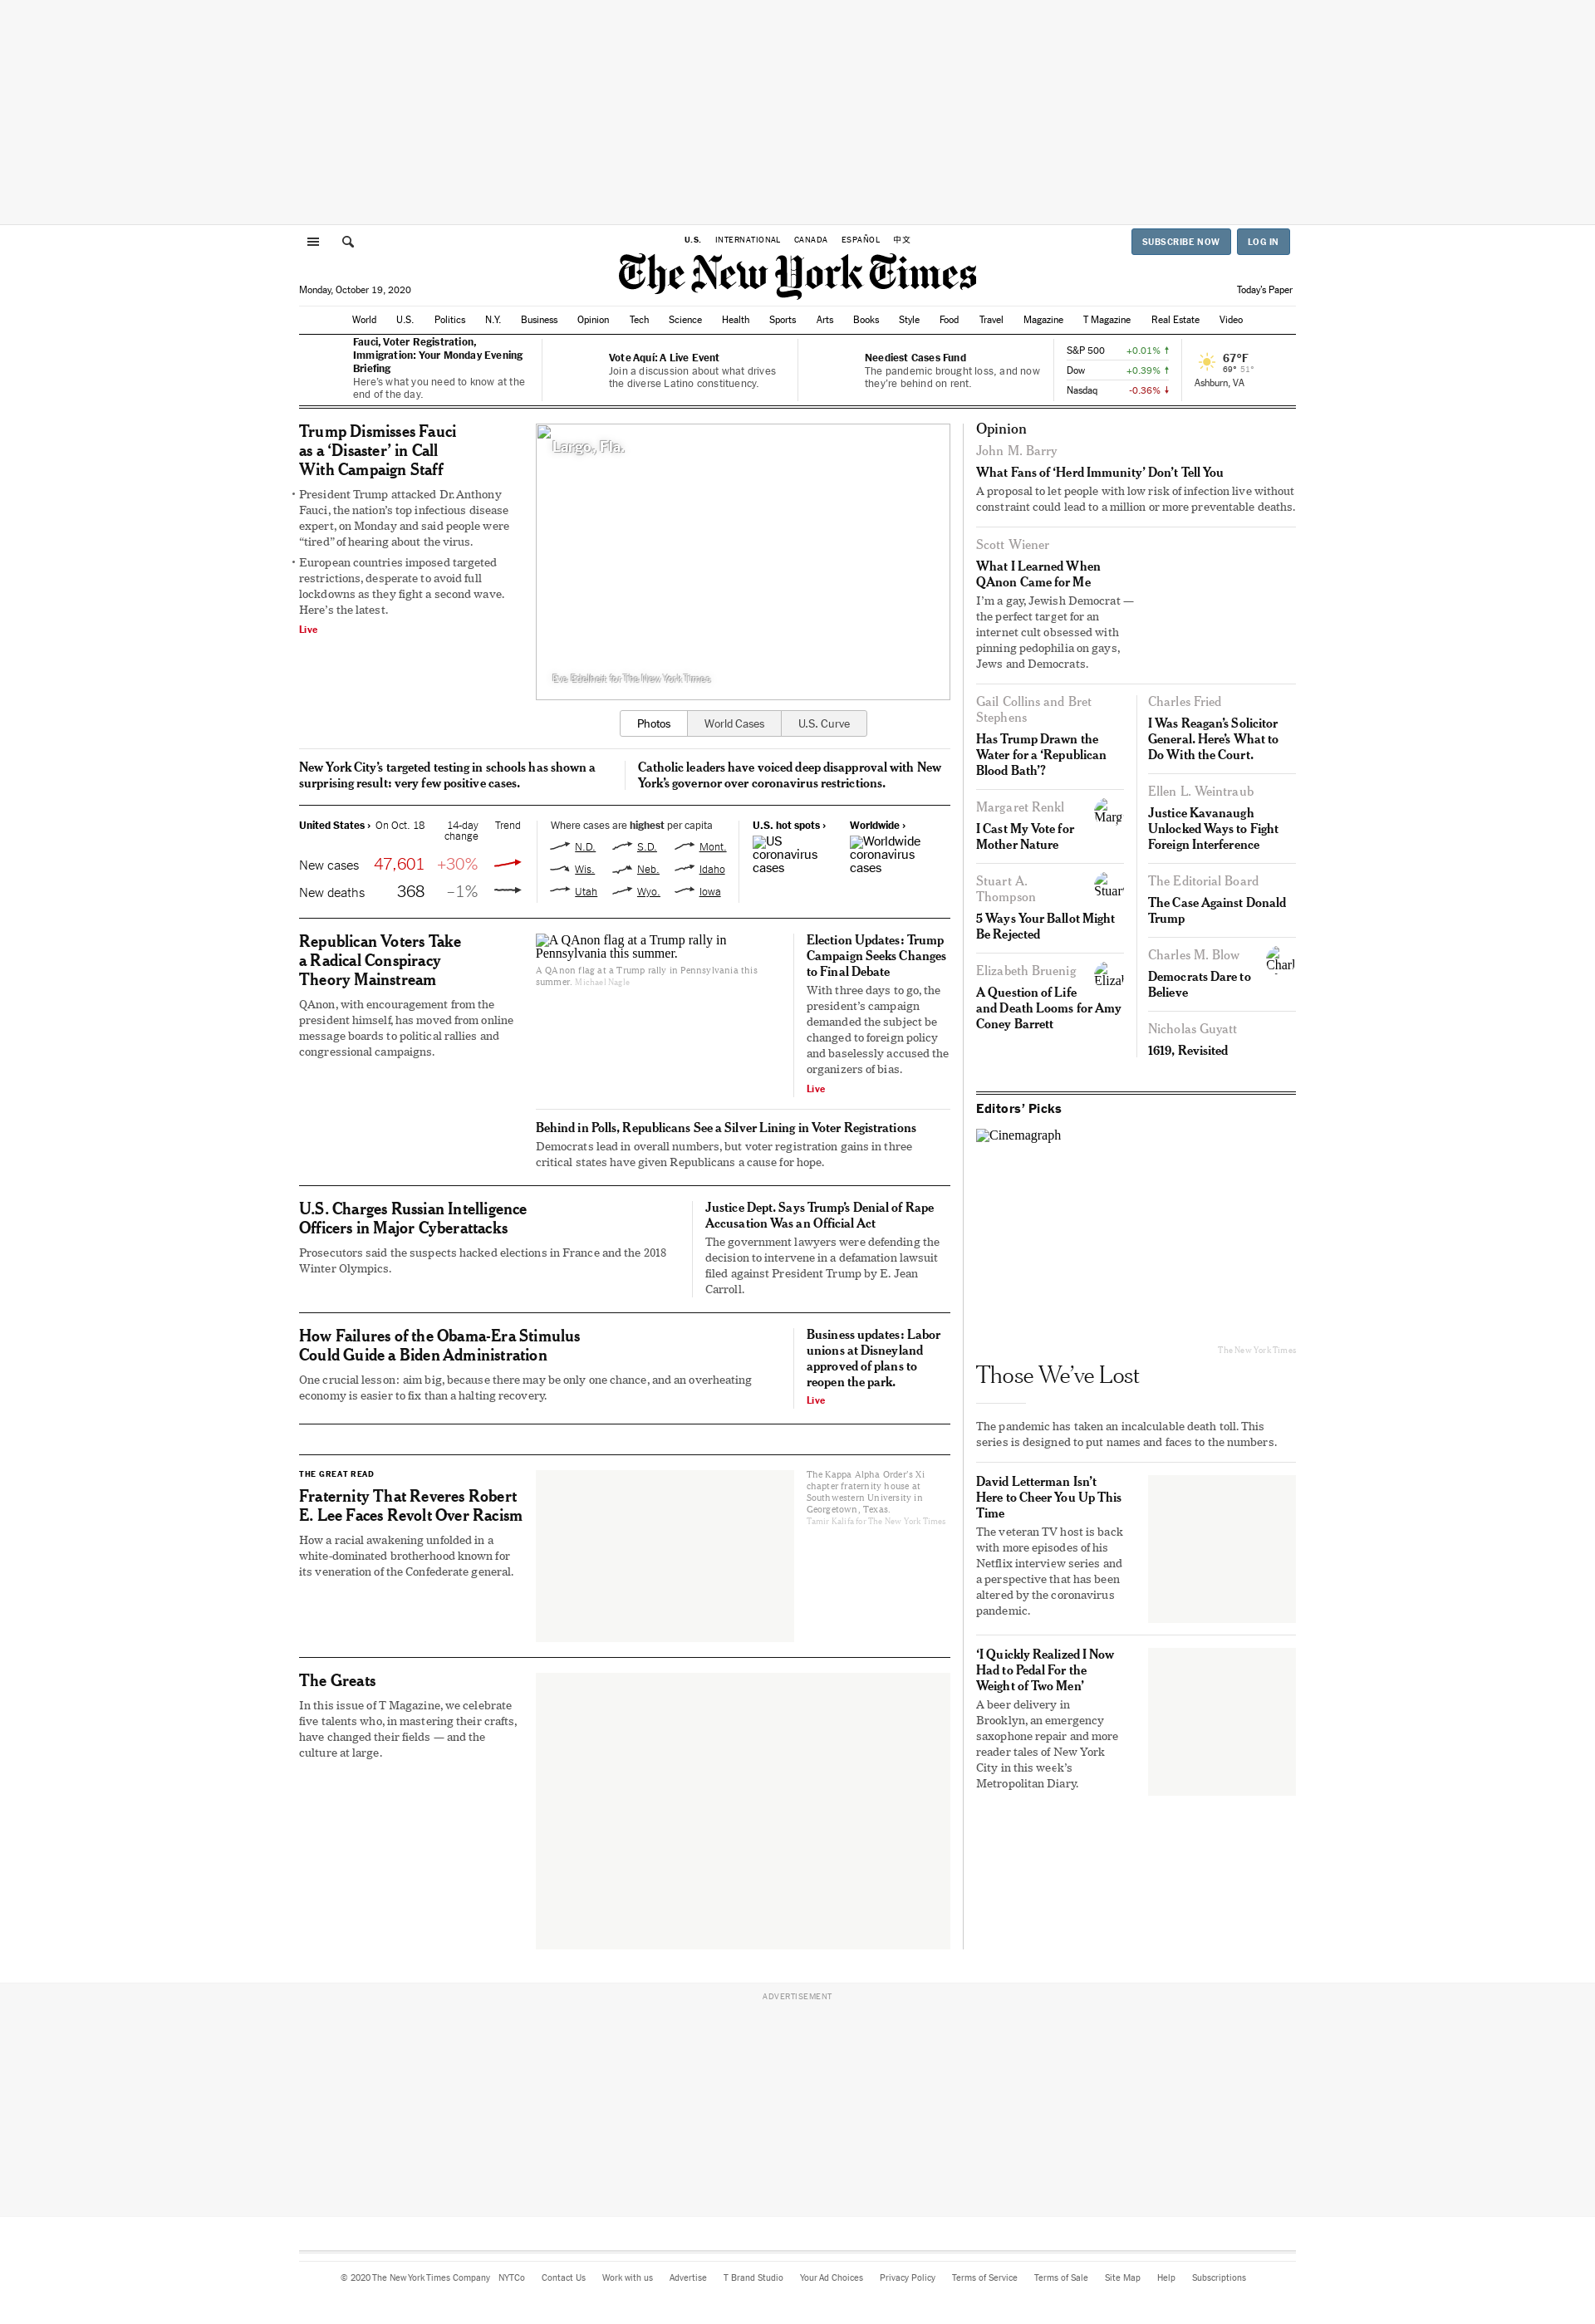 U.S. INTERNATIONAL CANADA ESPAÑOL 中文
SUBSCRIBE NOW LOG IN
The New York Times
Monday, October 19, 2020
Today's Paper
World U.S. Politics N.Y. Business Opinion Tech Science Health Sports Arts Books Style Food Travel Magazine T Magazine Real Estate Video
Fauci, Voter Registration,
Immigration: Your Monday Evening
Briefing
Here's what you need to know at the
end of the day.
Vote Aquí: A Live Event
Join a discussion about what drives
the diverse Latino constituency.
Neediest Cases Fund
The pandemic brought loss, and now
they're behind on rent.
S&P 500 +0.01%
Dow +0.39%
Nasdaq -0.36%
67°F
69° 51°
Ashburn, VA
Trump Dismisses Fauci
as a ‘Disaster’ in Call
With Campaign Staff
• President Trump attacked Dr. Anthony
Fauci, the nation's top infectious disease
expert, on Monday and said people were
“tired” of hearing about the virus.
• European countries imposed targeted
restrictions, desperate to avoid full
lockdowns as they fight a second wave.
Here's the latest.
Live
Largo, Fla.
Eve Edelheit for The New York Times
Photos World Cases U.S. Curve
New York City's targeted testing in schools has shown a
surprising result: very few positive cases.
Catholic leaders have voiced deep disapproval with New
York's governor over coronavirus restrictions.
United States › On Oct. 18 14-day
change Trend
New cases 47,601 +30%
New deaths 368 –1%
Where cases are highest per capita
N.D. S.D. Mont.
Wis. Neb. Idaho
Utah Wyo. Iowa
U.S. hot spots ›
US
coronavirus
cases
Worldwide ›
Worldwide
coronavirus
cases
Republican Voters Take
a Radical Conspiracy
Theory Mainstream
QAnon, with encouragement from the
president himself, has moved from online
message boards to political rallies and
congressional campaigns.
A QAnon flag at a Trump rally in
Pennsylvania this summer.
A QAnon flag at a Trump rally in Pennsylvania this
summer. Michael Nagle
Election Updates: Trump
Campaign Seeks Changes
to Final Debate
With three days to go, the
president's campaign
demanded the subject be
changed to foreign policy
and baselessly accused the
organizers of bias.
Live
Behind in Polls, Republicans See a Silver Lining in Voter Registrations
Democrats lead in overall numbers, but voter registration gains in three
critical states have given Republicans a cause for hope.
U.S. Charges Russian Intelligence
Officers in Major Cyberattacks
Prosecutors said the suspects hacked elections in France and the 2018
Winter Olympics.
Justice Dept. Says Trump's Denial of Rape
Accusation Was an Official Act
The government lawyers were defending the
decision to intervene in a defamation lawsuit
filed against President Trump by E. Jean
Carroll.
How Failures of the Obama-Era Stimulus
Could Guide a Biden Administration
One crucial lesson: aim big, because there may be only one chance, and an overheating
economy is easier to fix than a halting recovery.
Business updates: Labor
unions at Disneyland
approved of plans to
reopen the park.
Live
THE GREAT READ
Fraternity That Reveres Robert
E. Lee Faces Revolt Over Racism
How a racial awakening unfolded in a
white-dominated brotherhood known for
its veneration of the Confederate general.
The Kappa Alpha Order's Xi
chapter fraternity house at
Southwestern University in
Georgetown, Texas.
Tamir Kalifa for The New York Times
The Greats
In this issue of T Magazine, we celebrate
five talents who, in mastering their crafts,
have changed their fields — and the
culture at large.
Opinion
John M. Barry
What Fans of ‘Herd Immunity’ Don't Tell You
A proposal to let people with low risk of infection live without
constraint could lead to a million or more preventable deaths.
Scott Wiener
What I Learned When
QAnon Came for Me
I'm a gay, Jewish Democrat —
the perfect target for an
internet cult obsessed with
pinning pedophilia on gays,
Jews and Democrats.
Gail Collins and Bret
Stephens
Has Trump Drawn the
Water for a ‘Republican
Blood Bath’?
Margaret Renkl
Marg
I Cast My Vote for
Mother Nature
Stuart A.
Thompson
Stuart
5 Ways Your Ballot Might
Be Rejected
Elizabeth Bruenig
Elizal
A Question of Life
and Death Looms for Amy
Coney Barrett
Charles Fried
I Was Reagan's Solicitor
General. Here's What to
Do With the Court.
Ellen L. Weintraub
Justice Kavanaugh
Unlocked Ways to Fight
Foreign Interference
The Editorial Board
The Case Against Donald
Trump
Charles M. Blow
Charl
Democrats Dare to
Believe
Nicholas Guyatt
1619, Revisited
Editors' Picks
Cinemagraph
The New York Times
Those We've Lost
The pandemic has taken an incalculable death toll. This
series is designed to put names and faces to the numbers.
David Letterman Isn't
Here to Cheer You Up This
Time
The veteran TV host is back
with more episodes of his
Netflix interview series and
a perspective that has been
altered by the coronavirus
pandemic.
‘I Quickly Realized I Now
Had to Pedal For the
Weight of Two Men’
A beer delivery in
Brooklyn, an emergency
saxophone repair and more
reader tales of New York
City in this week's
Metropolitan Diary.
ADVERTISEMENT
© 2020 The New York Times Company NYTCo Contact Us Work with us Advertise T Brand Studio Your Ad Choices Privacy Policy Terms of Service Terms of Sale Site Map Help Subscriptions